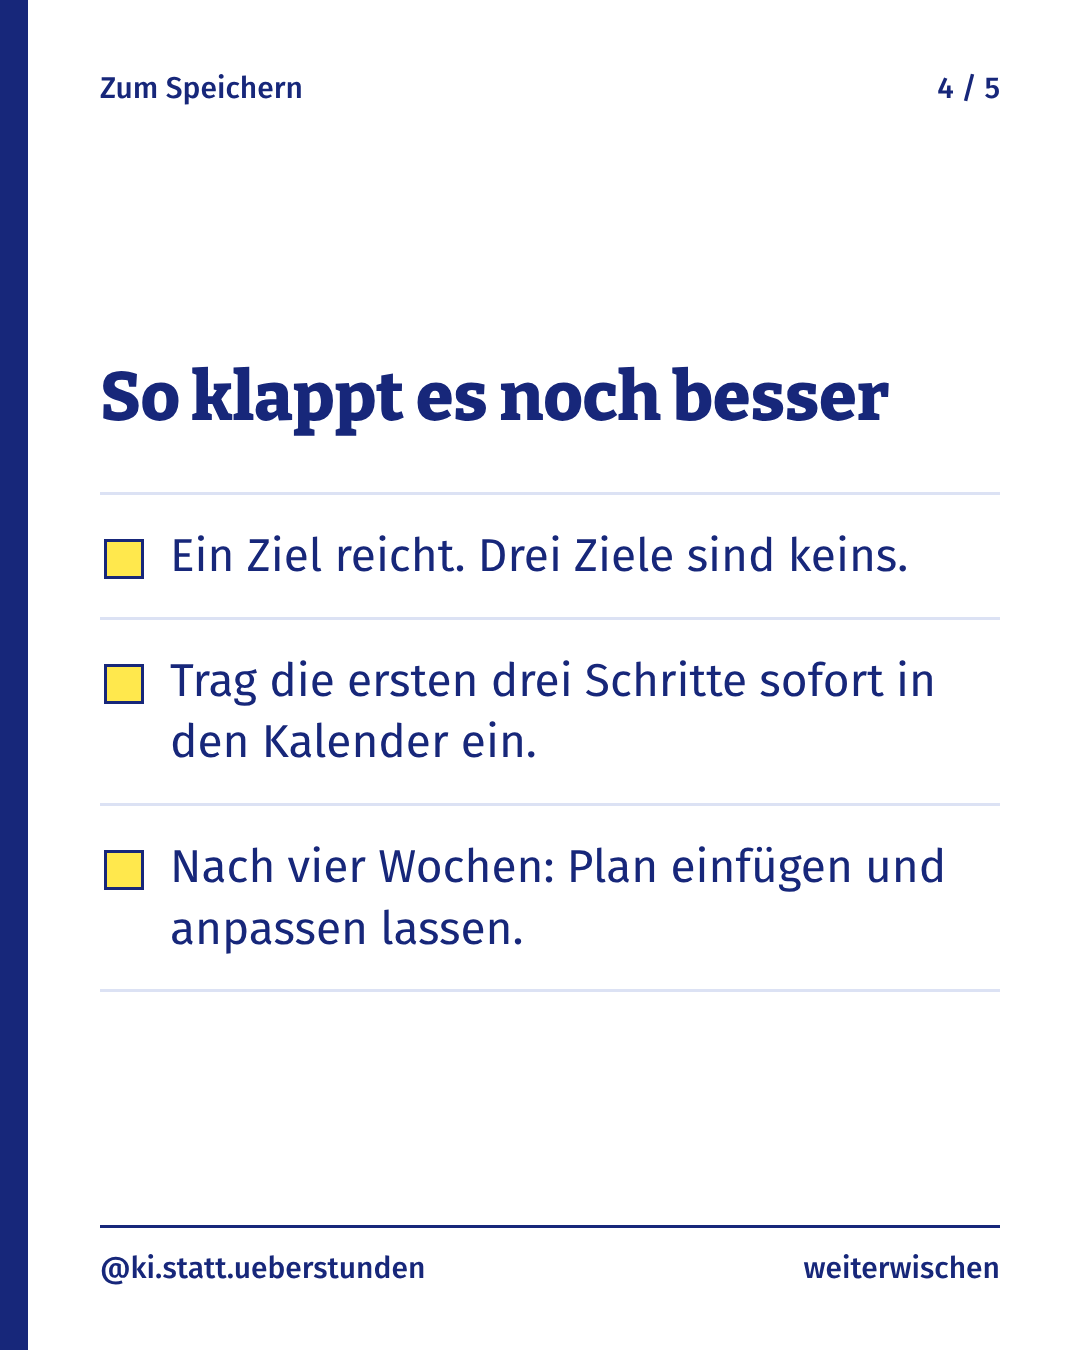 Zum Speichern
4 / 5
So klappt es noch besser
Ein Ziel reicht. Drei Ziele sind keins.
Trag die ersten drei Schritte sofort in
den Kalender ein.
Nach vier Wochen: Plan einfügen und
anpassen lassen.
@ki.statt.ueberstunden
weiterwischen